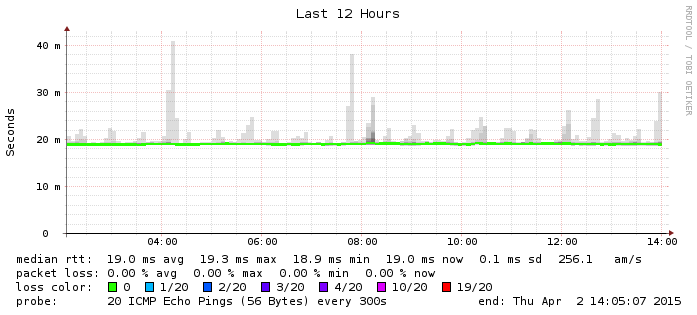 Last 12 Hours
RRDTOOL / TOBI OETIKER
Seconds
40 m
30 m
20 m
10 m
0
04:00 06:00 08:00 10:00 12:00 14:00
median rtt: 19.0 ms avg 19.3 ms max 18.9 ms min 19.0 ms now 0.1 ms sd 256.1 am/s
packet loss: 0.00 % avg 0.00 % max 0.00 % min 0.00 % now
loss color: 0 1/20 2/20 3/20 4/20 10/20 19/20
probe: 20 ICMP Echo Pings (56 Bytes) every 300s end: Thu Apr 2 14:05:07 2015